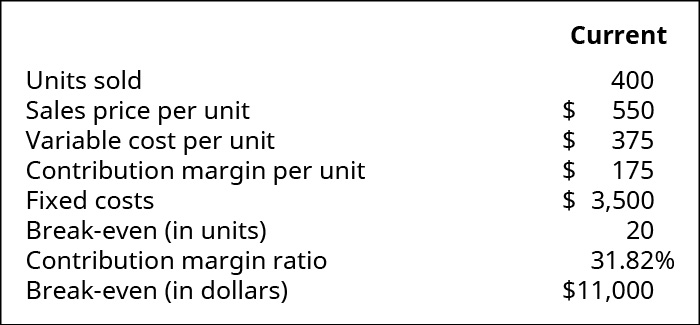 Current
Units sold 400
Sales price per unit $ 550
Variable cost per unit $ 375
Contribution margin per unit $ 175
Fixed costs $ 3,500
Break-even (in units) 20
Contribution margin ratio 31.82%
Break-even (in dollars) $11,000